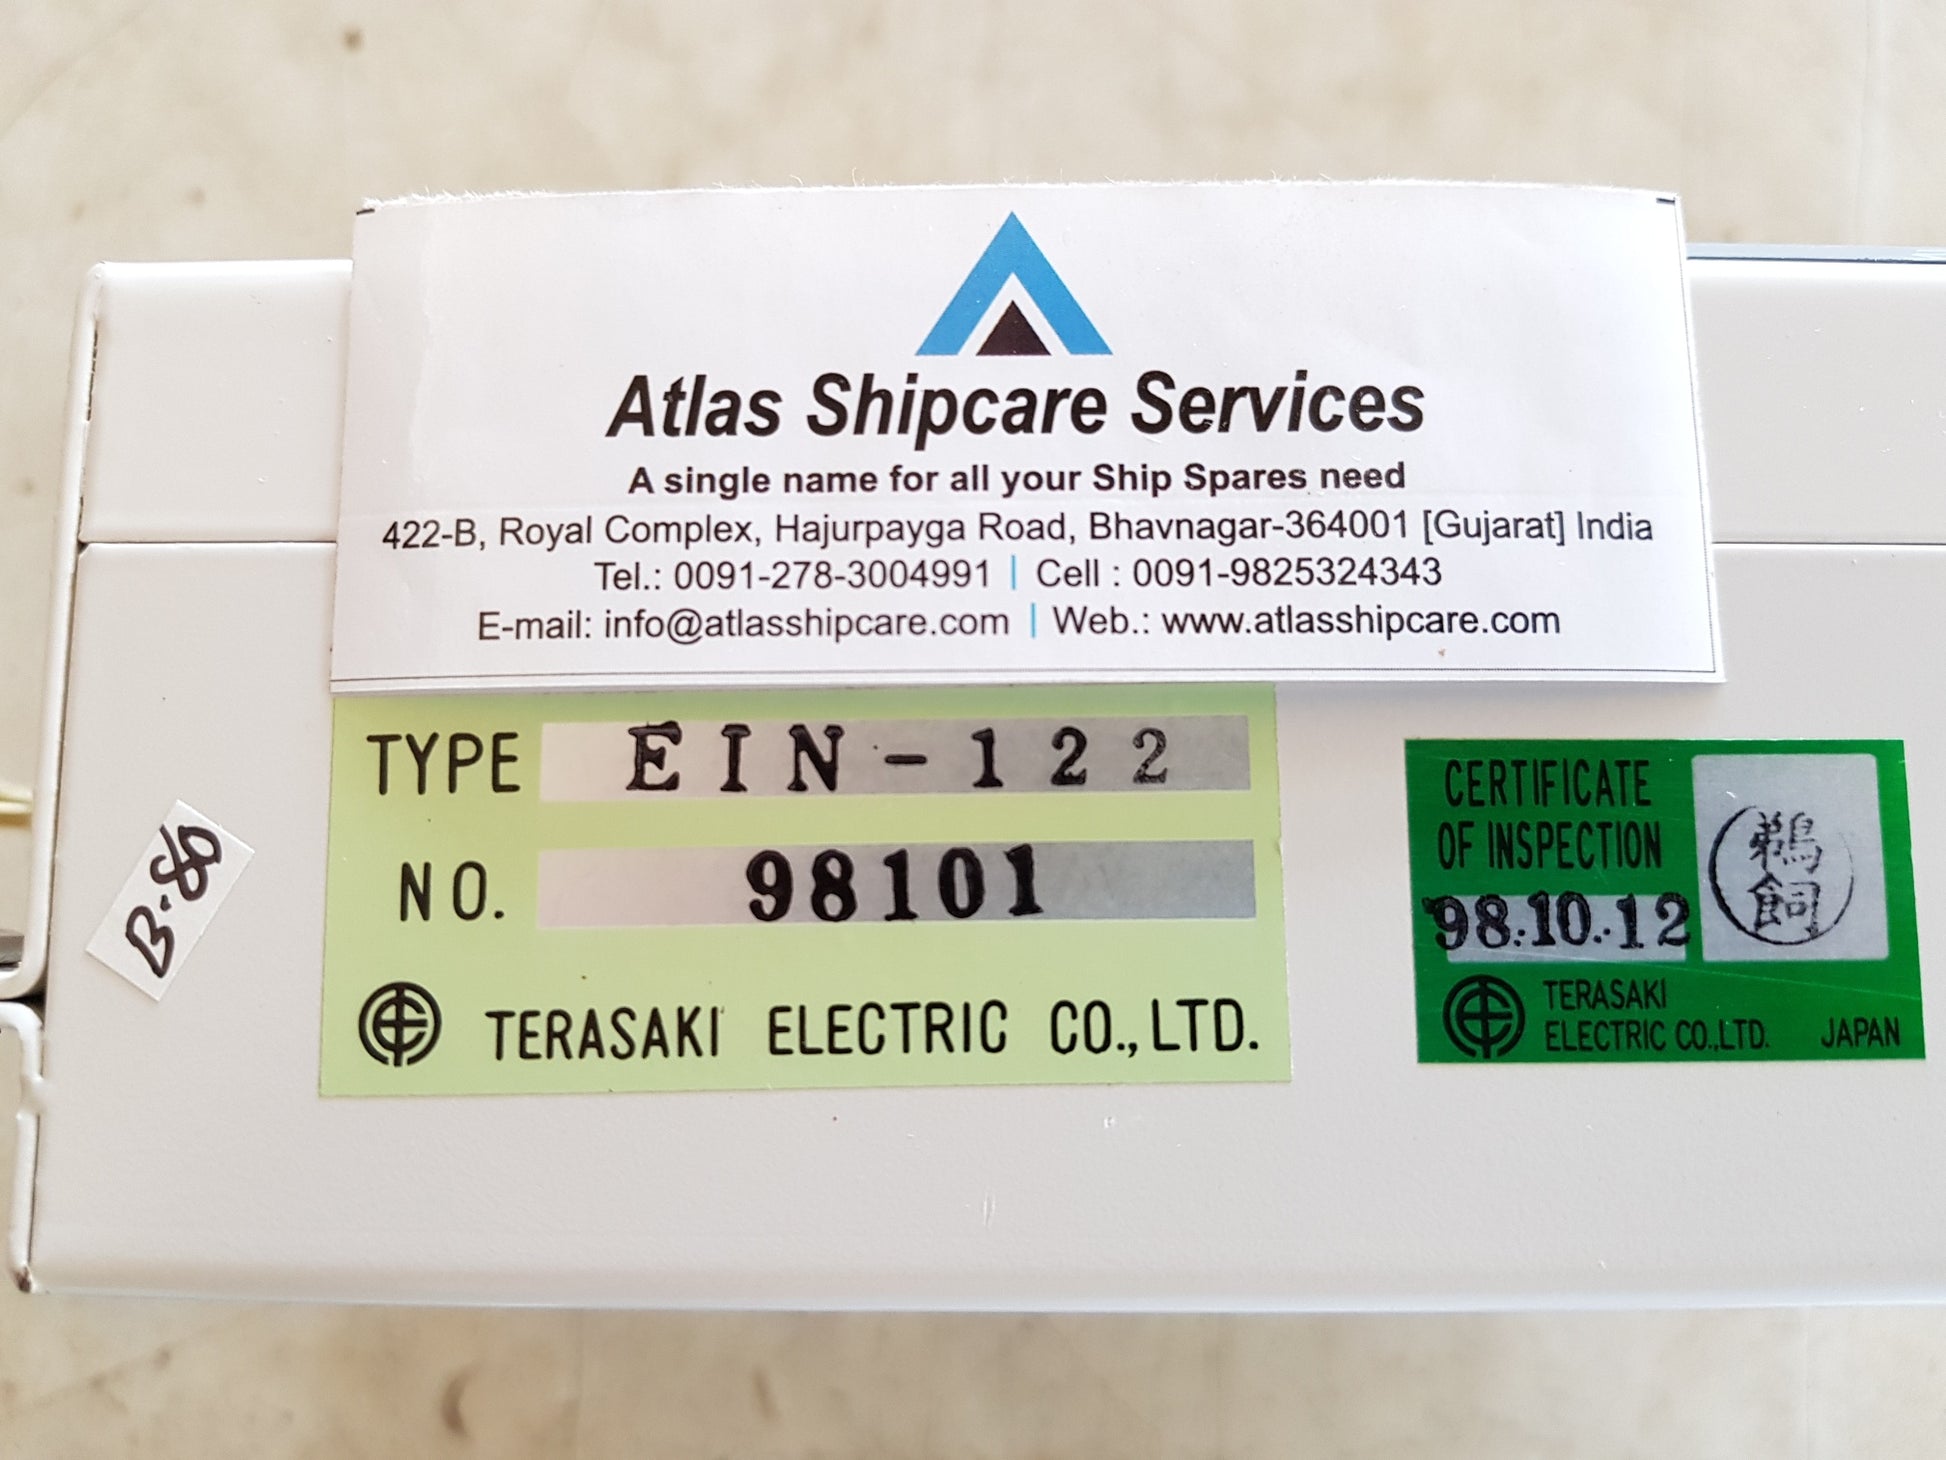 Atlas Shipcare Services
A single name for all your Ship Spares need
422-B, Royal Complex, Hajurpayga Road, Bhavnagar-364001 [Gujarat] India
Tel.: 0091-278-3004991 | Cell : 0091-9825324343
E-mail: info@atlasshipcare.com | Web.: www.atlasshipcare.com
TYPE EIN-122
NO. 98101
TERASAKI ELECTRIC CO., LTD.
B-80
CERTIFICATE
OF INSPECTION
98.10.12
鵜飼
TERASAKI
ELECTRIC CO.,LTD. JAPAN